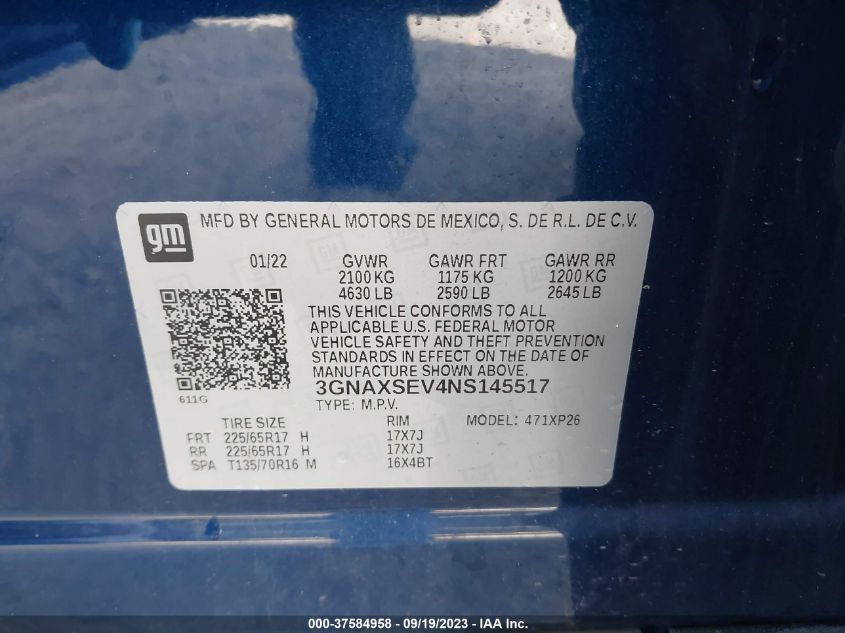 gm MFD BY GENERAL MOTORS DE MEXICO, S. DE R.L. DE C.V.
01/22 GVWR GAWR FRT GAWR RR
2100 KG 1175 KG 1200 KG
4630 LB 2590 LB 2645 LB
THIS VEHICLE CONFORMS TO ALL
APPLICABLE U.S. FEDERAL MOTOR
VEHICLE SAFETY AND THEFT PREVENTION
STANDARDS IN EFFECT ON THE DATE OF
MANUFACTURE SHOWN ABOVE.
3GNAXSEV4NS145517
611G TYPE: M.P.V.
TIRE SIZE RIM MODEL: 471XP26
FRT 225/65R17 H 17X7J
RR 225/65R17 H 17X7J
SPA T135/70R16 M 16X4BT
000-37584958 - 09/19/2023 - IAA Inc.